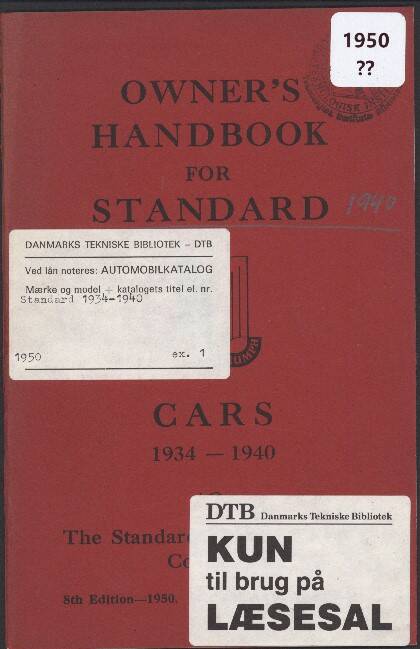 1950
??
OWNER'S
HANDBOOK
FOR
STANDARD
1940
DANMARKS TEKNISKE BIBLIOTEK - DTB
Ved lån noteres: AUTOMOBILKATALOG
Mærke og model + katalogets titel el. nr.
Standard 1934-1940
1950 ex. 1
CARS
1934 — 1940
The Standar
Co
8th Edition—1950.
DTB Danmarks Tekniske Bibliotek
KUN
til brug på
LÆSESAL